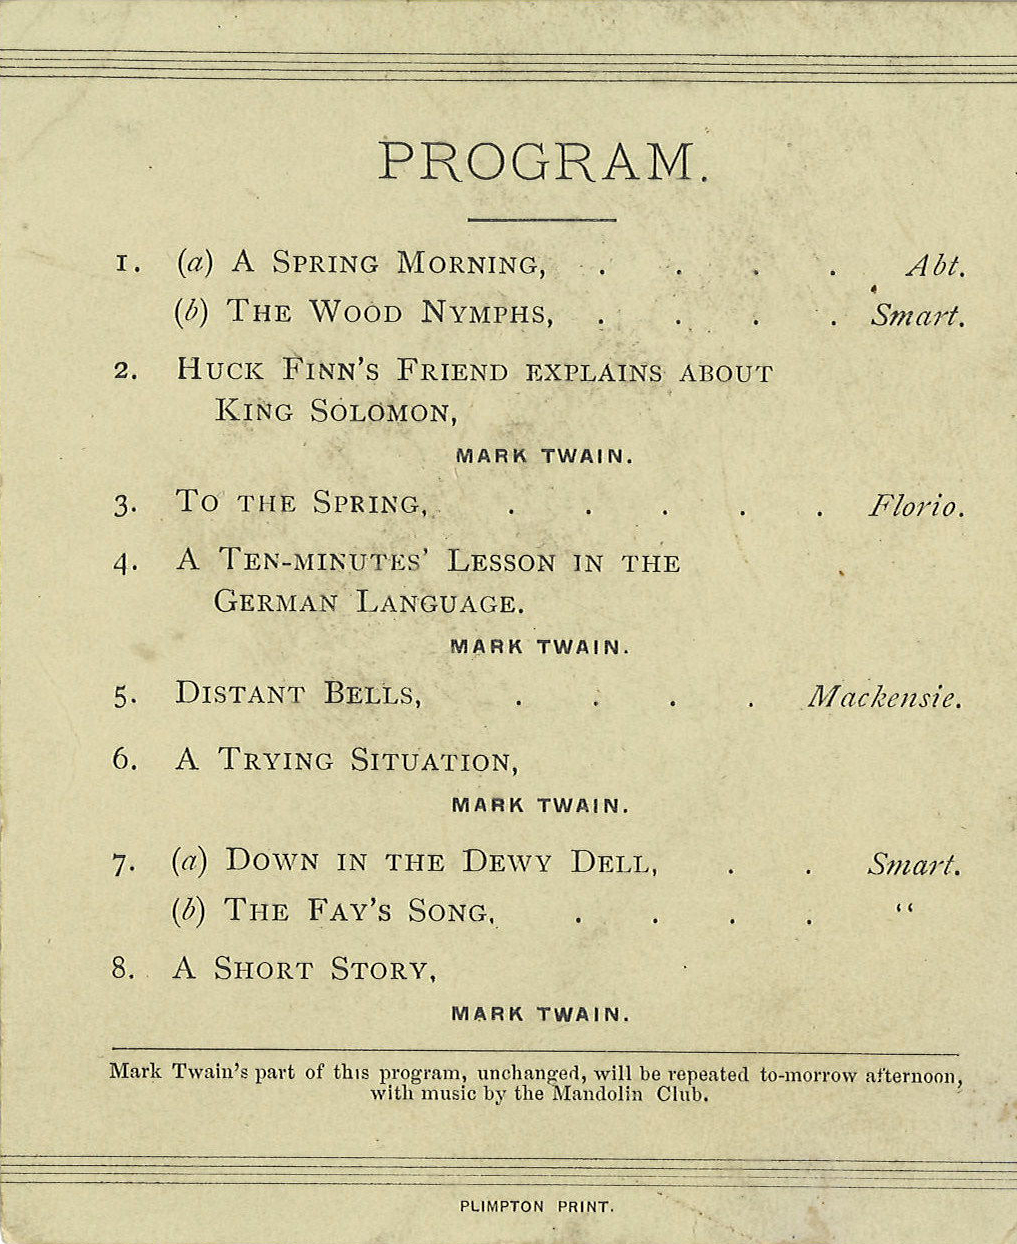 PROGRAM.
1. (a) A Spring Morning, . . . . Abt.
(b) The Wood Nymphs, . . . . Smart.
2. Huck Finn's Friend explains about
King Solomon,
MARK TWAIN.
3. To the Spring, . . . . . Florio.
4. A Ten-minutes' Lesson in the
German Language.
MARK TWAIN.
5. Distant Bells, . . . . Mackensie.
6. A Trying Situation,
MARK TWAIN.
7. (a) Down in the Dewy Dell, . . Smart.
(b) The Fay's Song, . . . . “
8. A Short Story,
MARK TWAIN.
Mark Twain's part of this program, unchanged, will be repeated to-morrow afternoon,
with music by the Mandolin Club.
PLIMPTON PRINT.